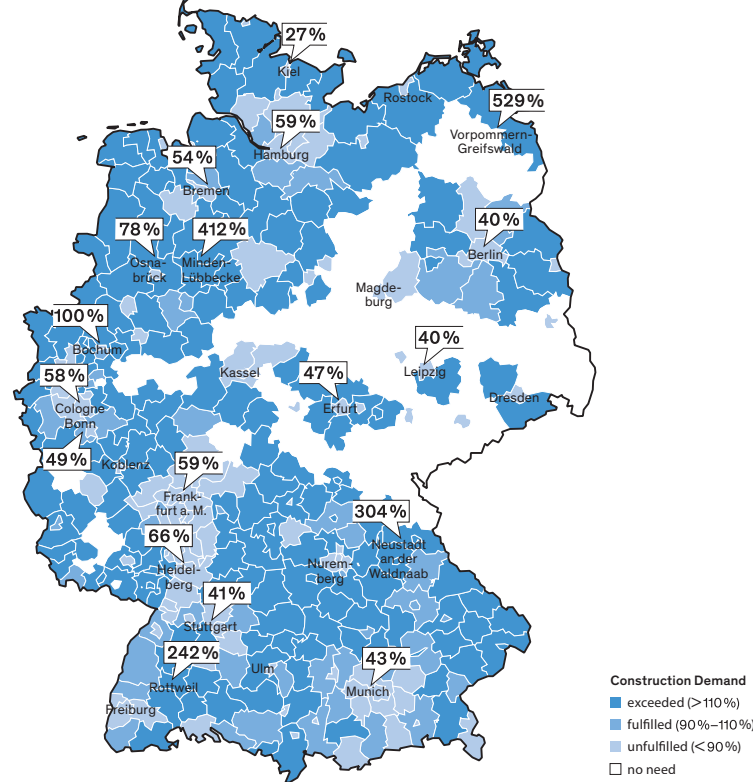 27%
Kiel
Rostock
529%
Vorpommern-
Greifswald
59%
Hamburg
54%
Bremen
78%
412%
40%
Osna-
brück
Minden-
Lübbecke
Berlin
Magde-
burg
100%
Bochum
40%
Leipzig
58%
Kassel
47%
Erfurt
Dresden
Cologne
Bonn
49%
Koblenz
59%
Frank-
furt a. M.
304%
Neustadt
an der
Waldnaab
66%
Heidel-
berg
Nurem-
berg
41%
Stuttgart
242%
Rottweil
Ulm
43%
Munich
Freiburg
Construction Demand
exceeded (>110%)
fulfilled (90%–110%)
unfulfilled (<90%)
no need